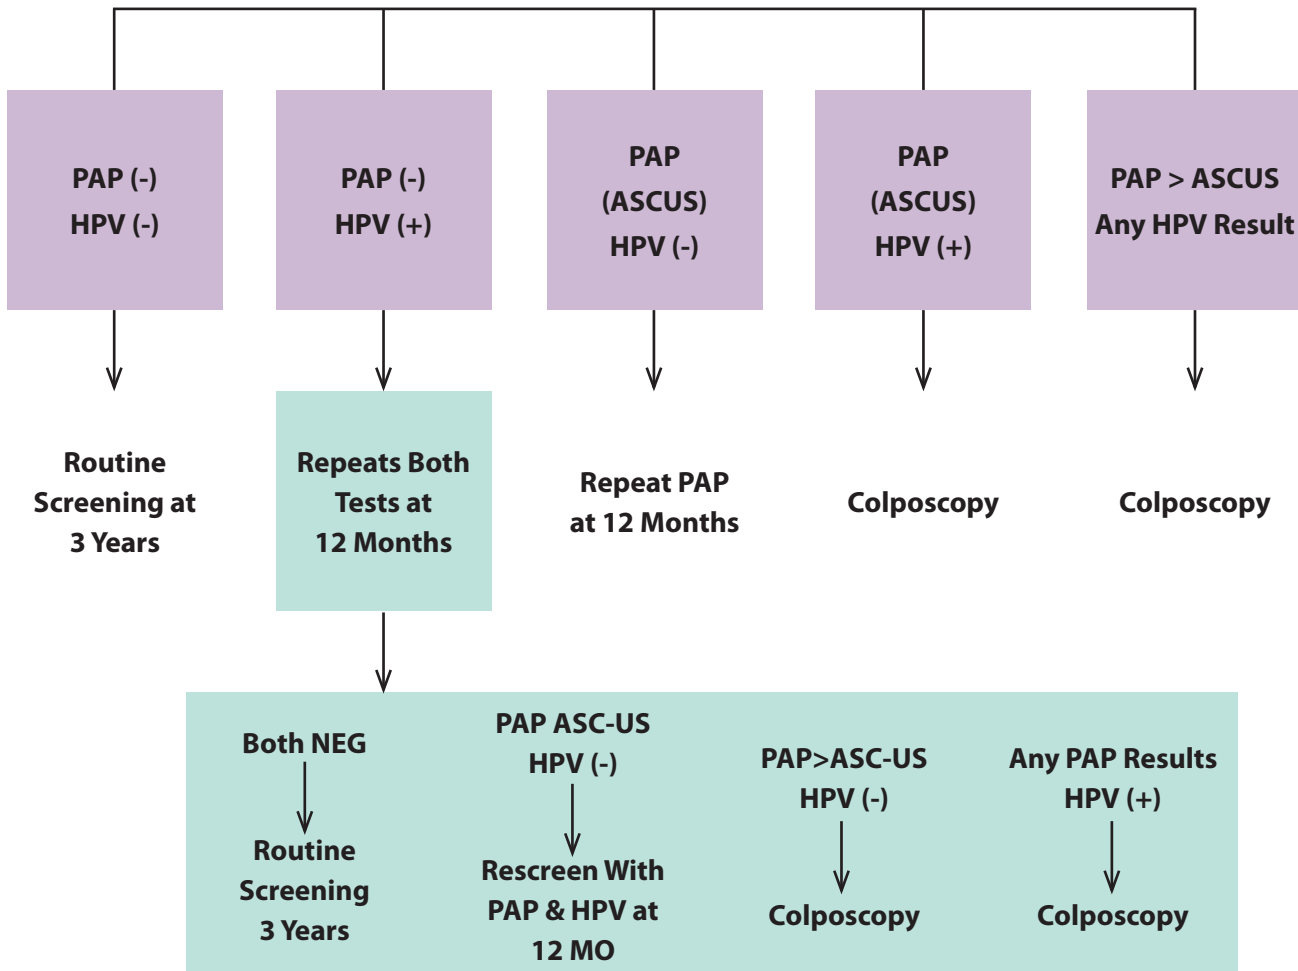 PAP (-)
HPV (-)
PAP (-)
HPV (+)
PAP
(ASCUS)
HPV (-)
PAP
(ASCUS)
HPV (+)
PAP > ASCUS
Any HPV Result
Routine
Screening at
3 Years
Repeats Both
Tests at
12 Months
Repeat PAP
at 12 Months
Colposcopy
Colposcopy
Both NEG
Routine
Screening
3 Years
PAP ASC-US
HPV (-)
Rescreen With
PAP & HPV at
12 MO
PAP>ASC-US
HPV (-)
Colposcopy
Any PAP Results
HPV (+)
Colposcopy